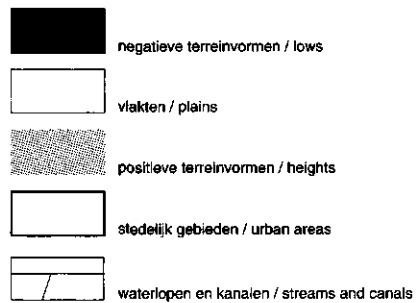 negatieve terreinvormen / lows
vlakten / plains
positieve terreinvormen / heights
stedelijk gebieden / urban areas
waterlopen en kanalen / streams and canals